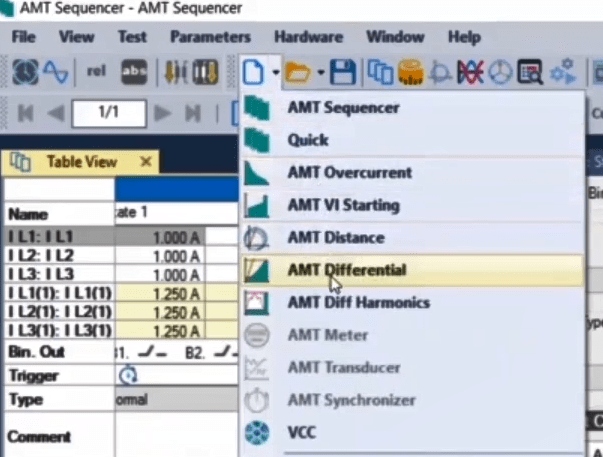 AMT Sequencer - AMT Sequencer
File View Test Parameters Hardware Window Help
rel abs
1/1
Table View ×
Name ate 1
I L1: I L1 1.000 A
I L2: I L2 1.000 A
I L3: I L3 1.000 A
I L1(1): I L1(1) 1.250 A
I L2(1): I L2(1) 1.250 A
I L3(1): I L3(1) 1.250 A
Bin. Out 31. B2.
Trigger
Type ormal
Comment
AMT Sequencer
Quick
AMT Overcurrent
AMT VI Starting
AMT Distance
AMT Differential
AMT Diff Harmonics
AMT Meter
AMT Transducer
AMT Synchronizer
VCC
Co
S
Bin
ype
C
A